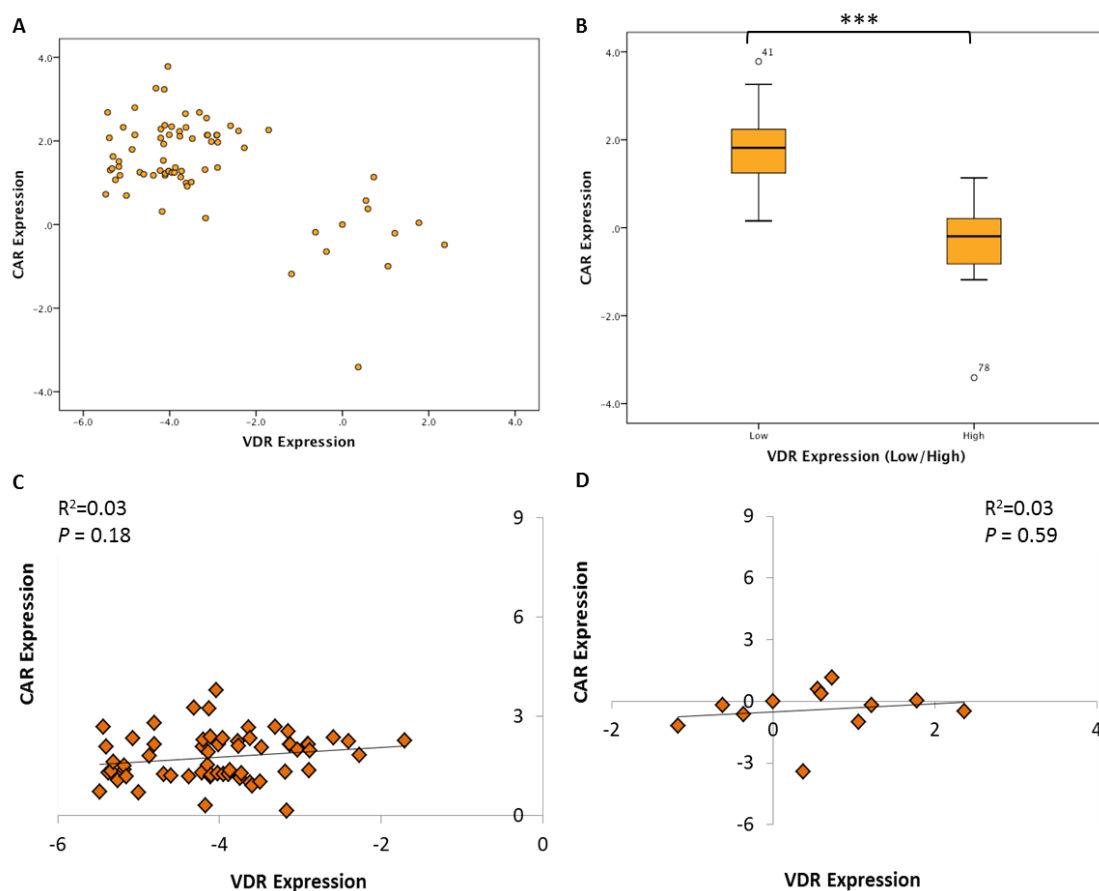 A
4.0
2.0
.0
2.0
-4.0
CAR Expression
-6.0 -4.0 -2.0 .0 2.0 4.0
VDR Expression
B
***
41
78
4.0
2.0
.0
-2.0
-4.0
CAR Expression
Low High
VDR Expression (Low/High)
C
R²=0.03
P = 0.18
CAR Expression
9
6
3
0
-6 -4 -2 0
VDR Expression
D
R²=0.03
P = 0.59
CAR Expression
9
6
3
0
-3
-6
-2 0 2 4
VDR Expression